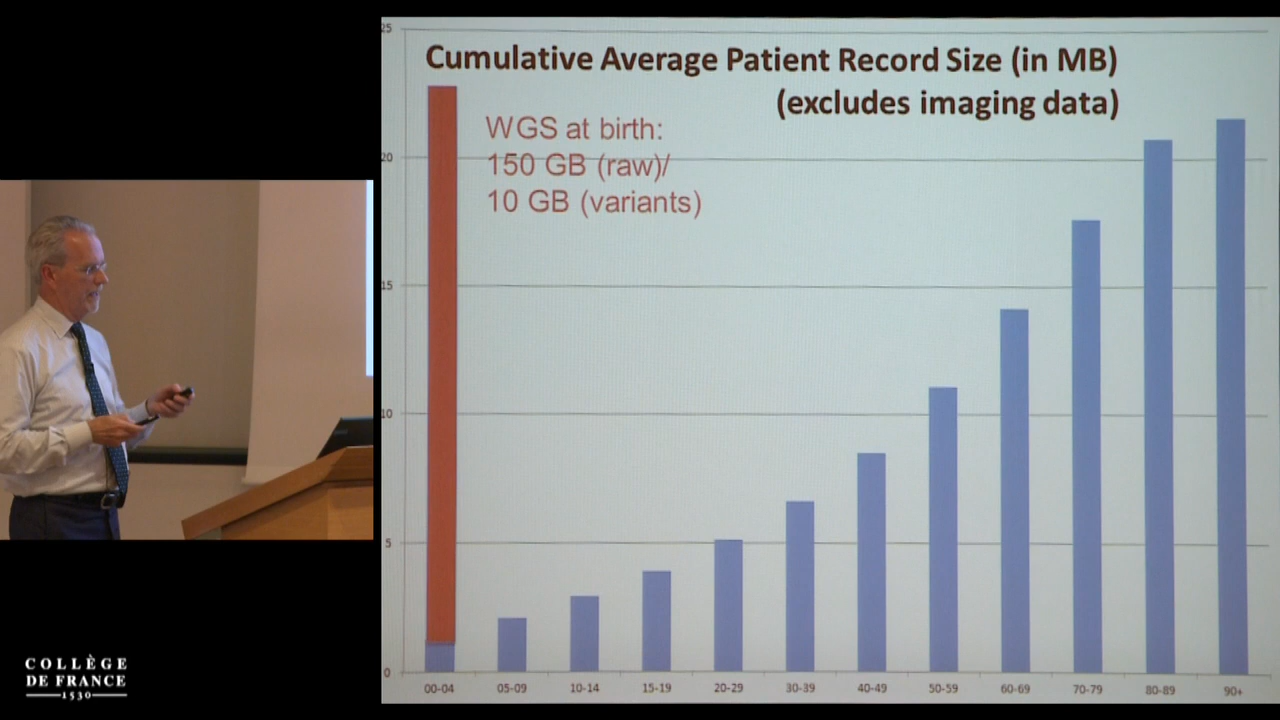 25
Cumulative Average Patient Record Size (in MB)
(excludes imaging data)
WGS at birth:
150 GB (raw)/
10 GB (variants)
20
15
10
5
0
00-04 05-09 10-14 15-19 20-29 30-39 40-49 50-59 60-69 70-79 80-89 90+
COLLÈGE
DE FRANCE
1530